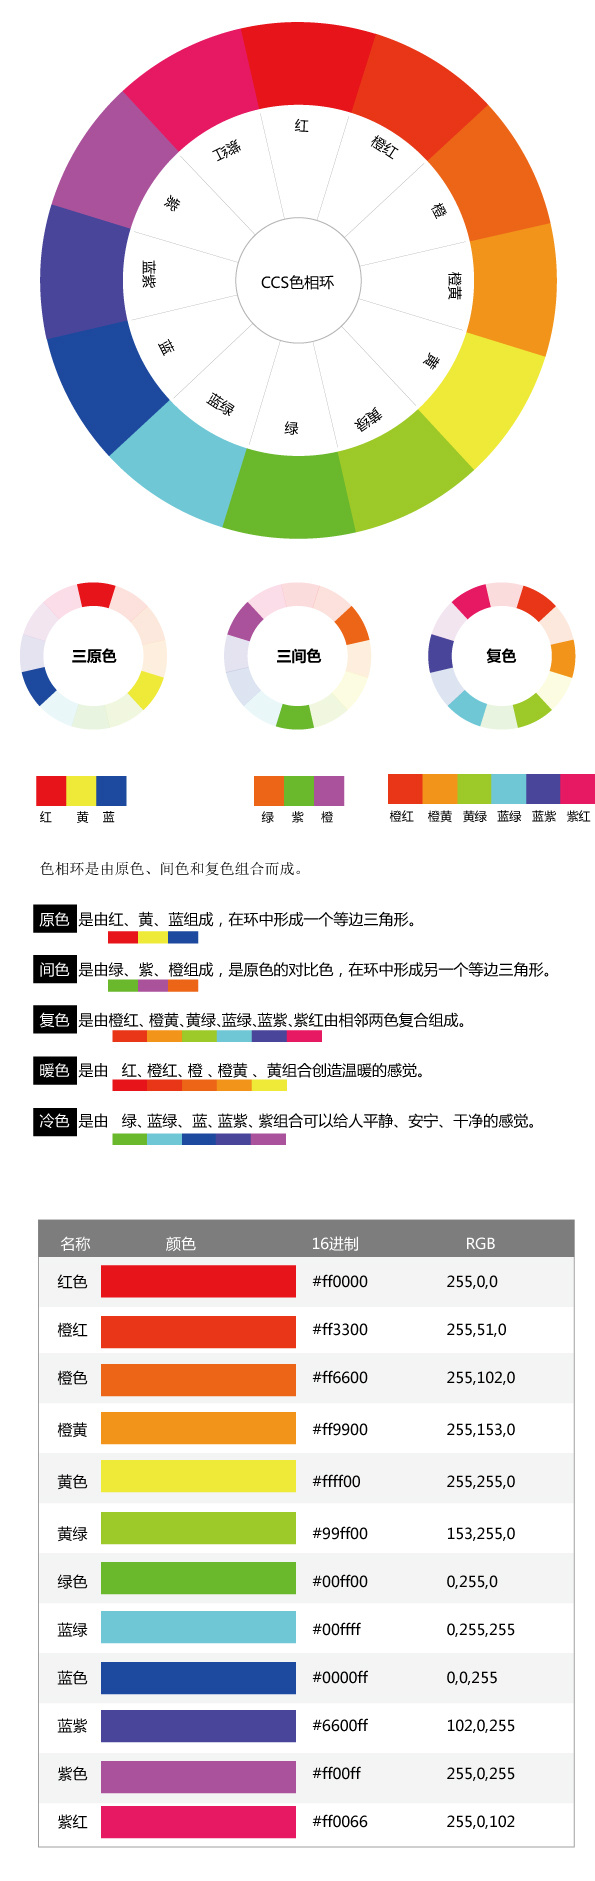 红
橙红
橙
橙黄
黄
黄绿
绿
蓝绿
蓝
蓝紫
紫
紫红
CCS色相环
三原色
三间色
复色
红 黄 蓝
绿 紫 橙
橙红 橙黄 黄绿 蓝绿 蓝紫 紫红
色相环是由原色、间色和复色组合而成。
原色 是由红、黄、蓝组成，在环中形成一个等边三角形。
间色 是由绿、紫、橙组成，是原色的对比色，在环中形成另一个等边三角形。
复色 是由橙红、橙黄、黄绿、蓝绿、蓝紫、紫红由相邻两色复合组成。
暖色 是由 红、橙红、橙、橙黄、黄组合创造温暖的感觉。
冷色 是由 绿、蓝绿、蓝、蓝紫、紫组合可以给人平静、安宁、干净的感觉。
名称 颜色 16进制 RGB
红色 #ff0000 255,0,0
橙红 #ff3300 255,51,0
橙色 #ff6600 255,102,0
橙黄 #ff9900 255,153,0
黄色 #ffff00 255,255,0
黄绿 #99ff00 153,255,0
绿色 #00ff00 0,255,0
蓝绿 #00ffff 0,255,255
蓝色 #0000ff 0,0,255
蓝紫 #6600ff 102,0,255
紫色 #ff00ff 255,0,255
紫红 #ff0066 255,0,102